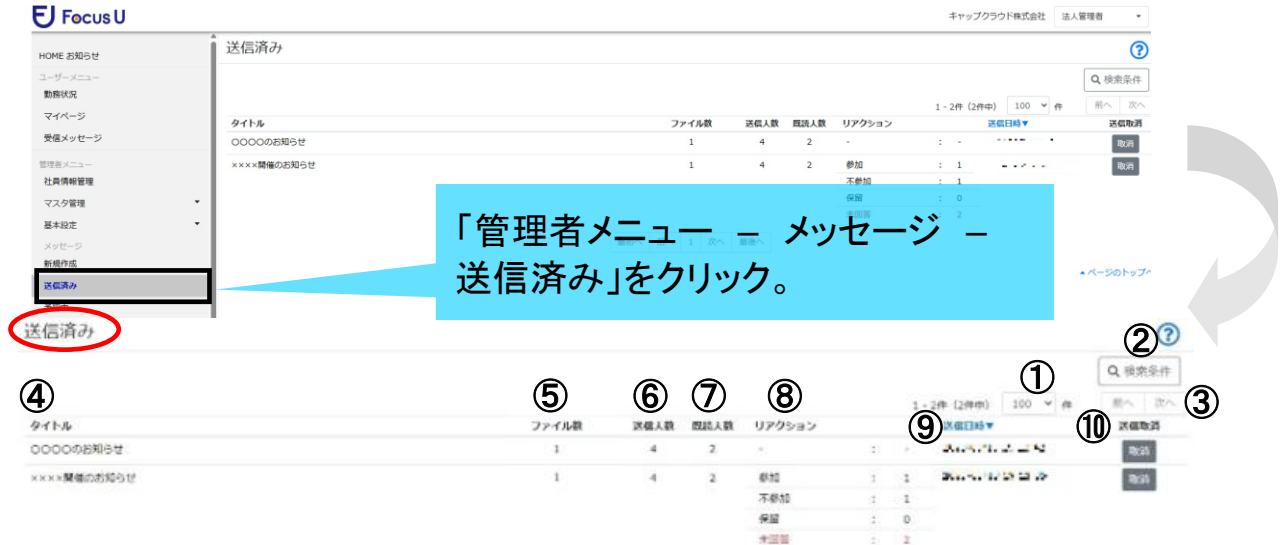 Focus U
キャップクラウド株式会社 法人管理者
HOME お知らせ
ユーザーメニュー
勤務状況
マイページ
受信メッセージ
管理者メニュー
社員情報管理
マスタ管理
基本設定
メッセージ
新規作成
送信済み
送信済み
?
検索条件
1 - 2件 (2件中) 100 件 前へ 次へ
タイトル ファイル数 送信人数 既読人数 リアクション 送信日時▼ 送信取消
○○○○のお知らせ 1 4 2 - : - 取消
××××開催のお知らせ 1 4 2 参加 : 1 取消
不参加 : 1
保留 : 0
未回答 : 2
1 次へ 最後へ
▲ページのトップへ
「管理者メニュー – メッセージ –
送信済み」をクリック。
送信済み
② ?
検索条件
①
1 - 2件 (2件中) 100 件 前へ 次へ ③
④ ⑤ ⑥ ⑦ ⑧ ⑨ ⑩
タイトル ファイル数 送信人数 既読人数 リアクション 送信日時▼ 送信取消
○○○○のお知らせ 1 4 2 - : - 取消
××××開催のお知らせ 1 4 2 参加 : 1 取消
不参加 : 1
保留 : 0
未回答 : 2